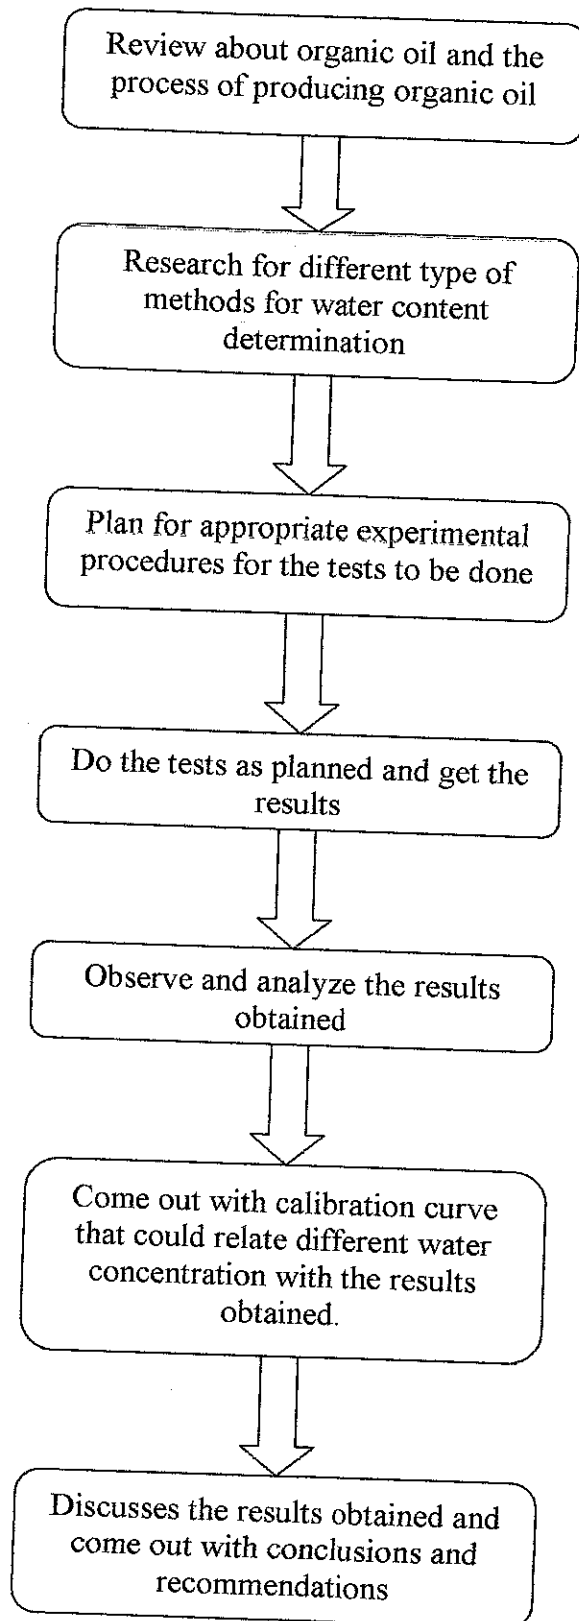 Review about organic oil and the
process of producing organic oil
Research for different type of
methods for water content
determination
Plan for appropriate experimental
procedures for the tests to be done
Do the tests as planned and get the
results
Observe and analyze the results
obtained
Come out with calibration curve
that could relate different water
concentration with the results
obtained.
Discusses the results obtained and
come out with conclusions and
recommendations